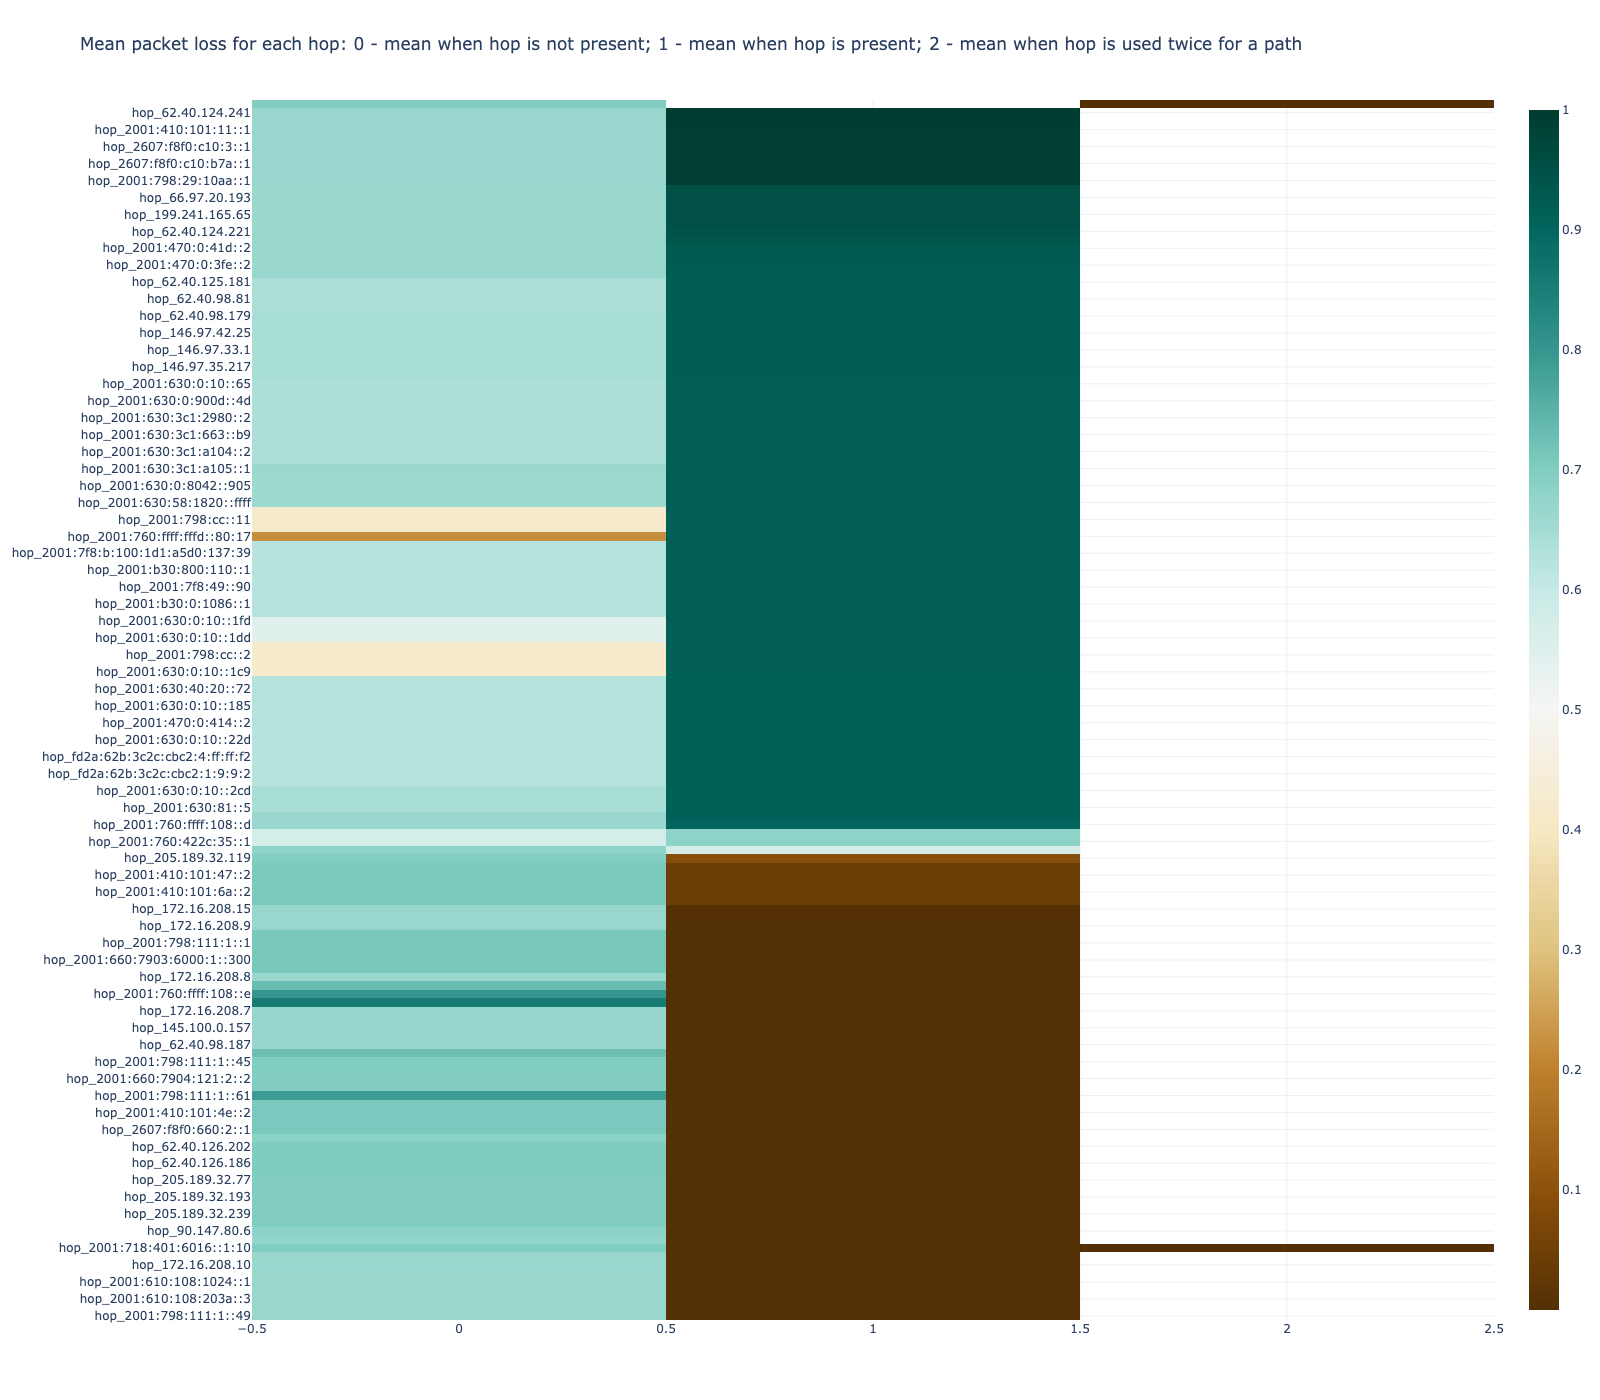 Mean packet loss for each hop: 0 - mean when hop is not present; 1 - mean when hop is present; 2 - mean when hop is used twice for a path
hop_62.40.124.241
hop_2001:410:101:11::1
hop_2607:f8f0:c10:3::1
hop_2607:f8f0:c10:b7a::1
hop_2001:798:29:10aa::1
hop_66.97.20.193
hop_199.241.165.65
hop_62.40.124.221
hop_2001:470:0:41d::2
hop_2001:470:0:3fe::2
hop_62.40.125.181
hop_62.40.98.81
hop_62.40.98.179
hop_146.97.42.25
hop_146.97.33.1
hop_146.97.35.217
hop_2001:630:0:10::65
hop_2001:630:0:900d::4d
hop_2001:630:3c1:2980::2
hop_2001:630:3c1:663::b9
hop_2001:630:3c1:a104::2
hop_2001:630:3c1:a105::1
hop_2001:630:0:8042::905
hop_2001:630:58:1820::ffff
hop_2001:798:cc::11
hop_2001:760:ffff:fffd::80:17
hop_2001:7f8:b:100:1d1:a5d0:137:39
hop_2001:b30:800:110::1
hop_2001:7f8:49::90
hop_2001:b30:0:1086::1
hop_2001:630:0:10::1fd
hop_2001:630:0:10::1dd
hop_2001:798:cc::2
hop_2001:630:0:10::1c9
hop_2001:630:40:20::72
hop_2001:630:0:10::185
hop_2001:470:0:414::2
hop_2001:630:0:10::22d
hop_fd2a:62b:3c2c:cbc2:4:ff:ff:f2
hop_fd2a:62b:3c2c:cbc2:1:9:9:2
hop_2001:630:0:10::2cd
hop_2001:630:81::5
hop_2001:760:ffff:108::d
hop_2001:760:422c:35::1
hop_205.189.32.119
hop_2001:410:101:47::2
hop_2001:410:101:6a::2
hop_172.16.208.15
hop_172.16.208.9
hop_2001:798:111:1::1
hop_2001:660:7903:6000:1::300
hop_172.16.208.8
hop_2001:760:ffff:108::e
hop_172.16.208.7
hop_145.100.0.157
hop_62.40.98.187
hop_2001:798:111:1::45
hop_2001:660:7904:121:2::2
hop_2001:798:111:1::61
hop_2001:410:101:4e::2
hop_2607:f8f0:660:2::1
hop_62.40.126.202
hop_62.40.126.186
hop_205.189.32.77
hop_205.189.32.193
hop_205.189.32.239
hop_90.147.80.6
hop_2001:718:401:6016::1:10
hop_172.16.208.10
hop_2001:610:108:1024::1
hop_2001:610:108:203a::3
hop_2001:798:111:1::49
−0.5 0 0.5 1 1.5 2 2.5
1
0.9
0.8
0.7
0.6
0.5
0.4
0.3
0.2
0.1